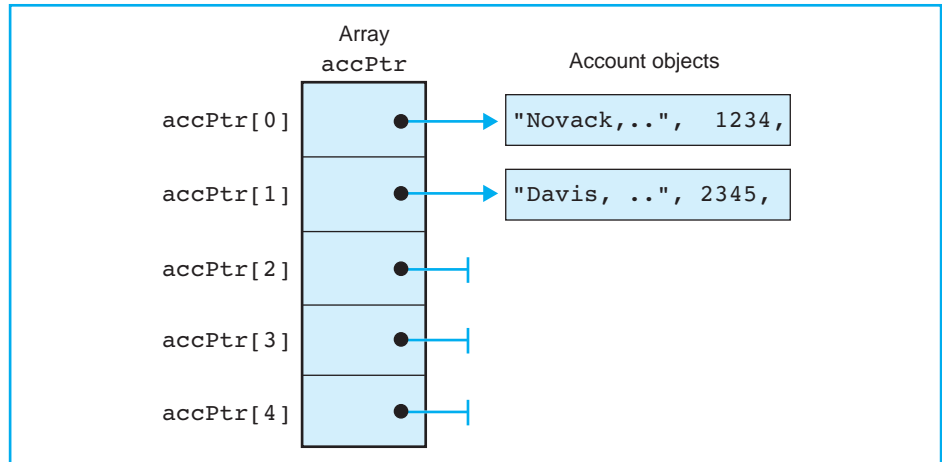 Array
accPtr
Account objects
accPtr[0]
"Novack,..", 1234,
accPtr[1]
"Davis, ..", 2345,
accPtr[2]
accPtr[3]
accPtr[4]